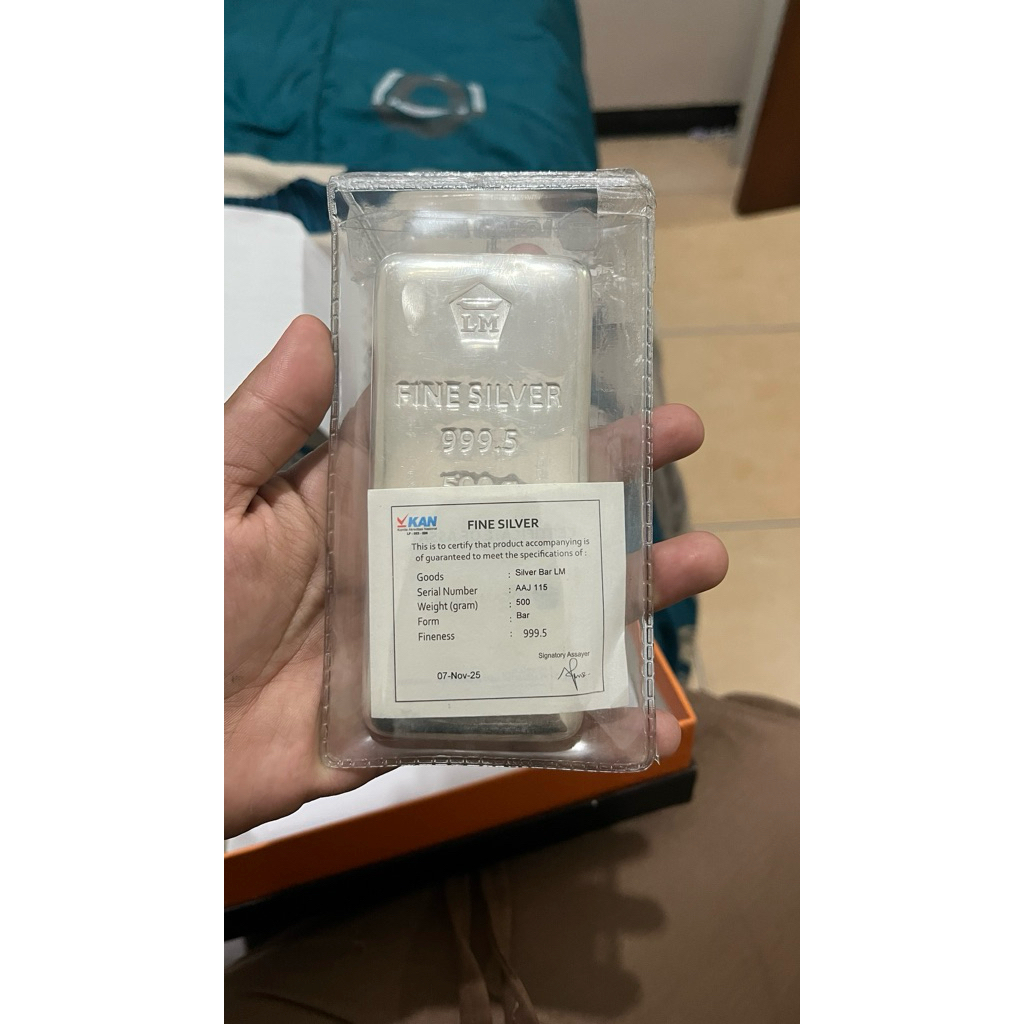 LM
FINE SILVER
999.5
500 g
KAN
FINE SILVER
This is to certify that product accompanying is
of guaranteed to meet the specifications of :
Goods : Silver Bar LM
Serial Number : AAJ 115
Weight (gram) : 500
Form : Bar
Fineness : 999.5
Signatory Assayer
07-Nov-25